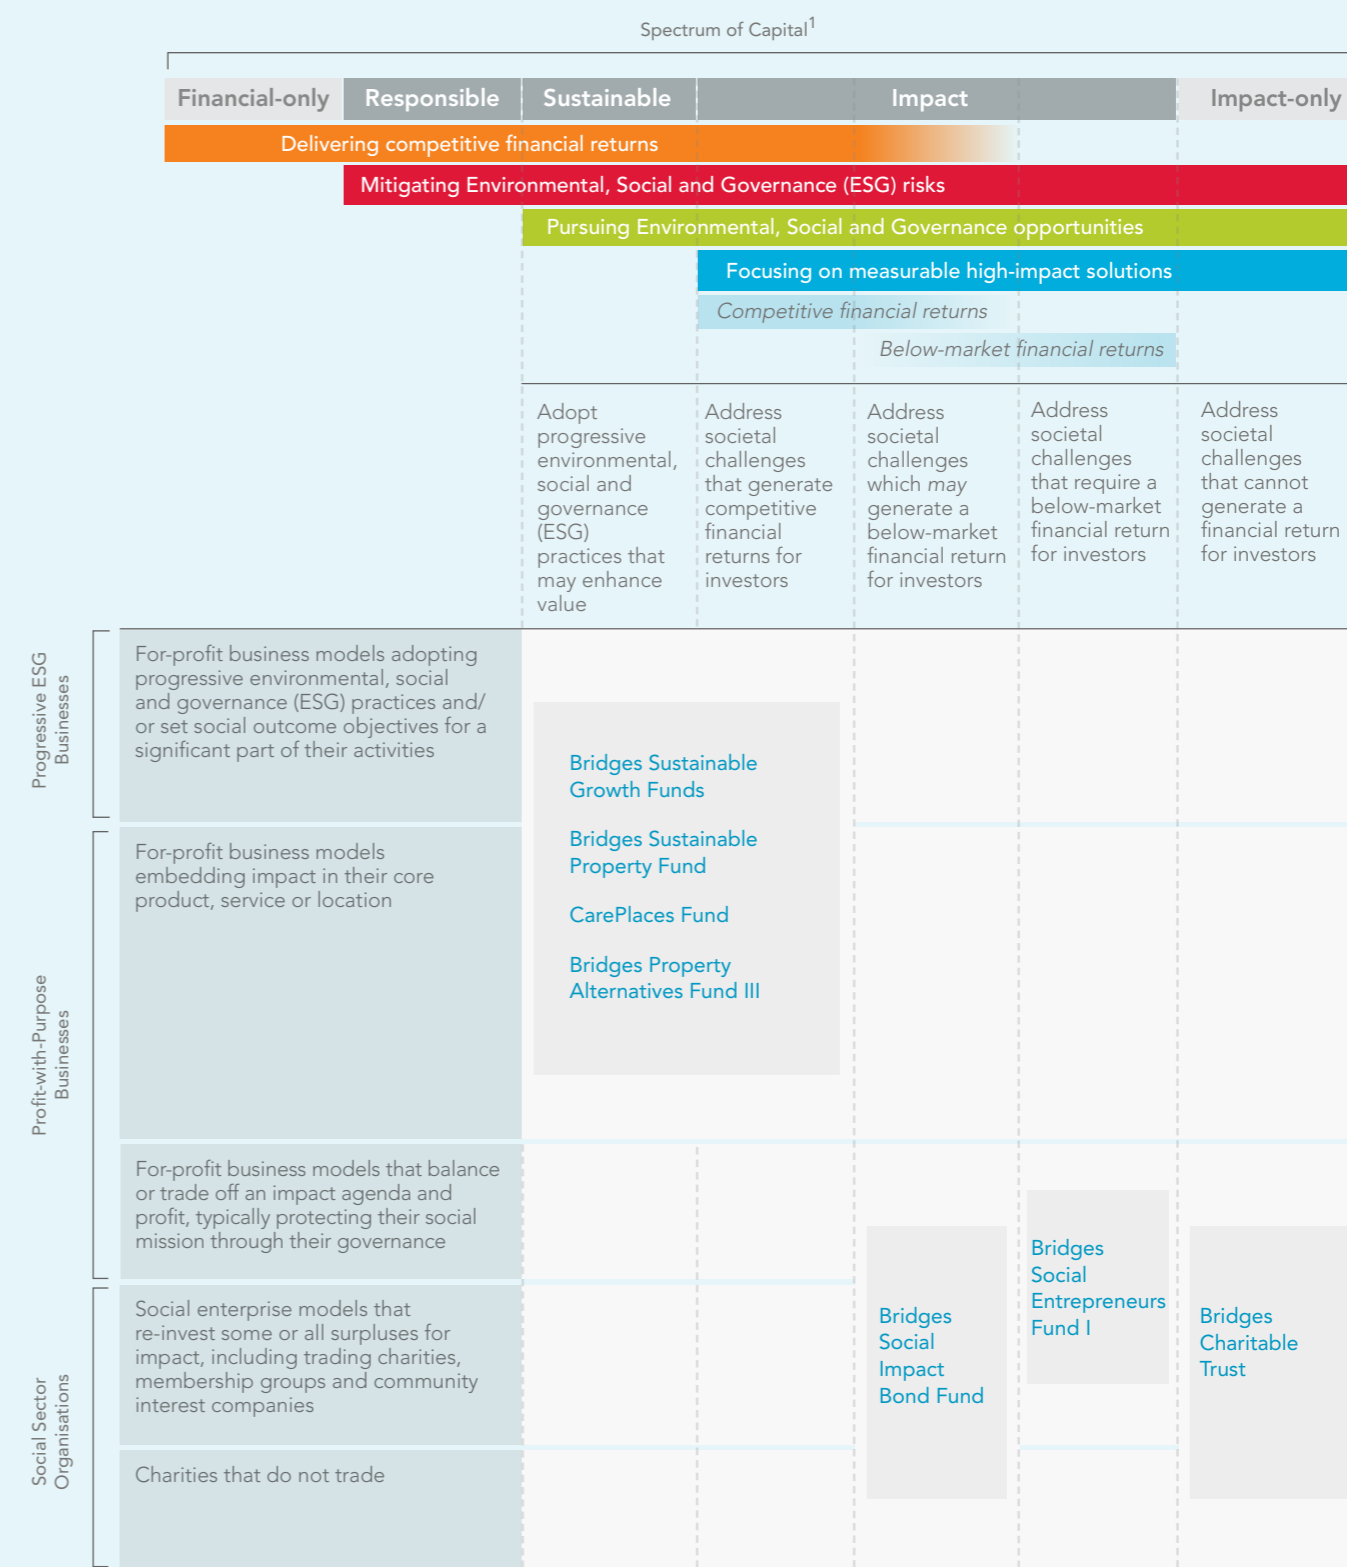 Spectrum of Capital1
Financial-only
Responsible
Sustainable
Impact
Impact-only
Delivering competitive financial returns
Mitigating Environmental, Social and Governance (ESG) risks
Pursuing Environmental, Social and Governance opportunities
Focusing on measurable high-impact solutions
Competitive financial returns
Below-market financial returns
Adopt
progressive
environmental,
social and
governance
(ESG)
practices that
may enhance
value
Address
societal
challenges
that generate
competitive
financial
returns for
investors
Address
societal
challenges
which may
generate a
below-market
financial return
for investors
Address
societal
challenges
that require a
below-market
financial return
for investors
Address
societal
challenges
that cannot
generate a
financial return
for investors
Progressive ESG
Businesses
For-profit business models adopting
progressive environmental, social
and governance (ESG) practices and/
or set social outcome objectives for a
significant part of their activities
Bridges Sustainable
Growth Funds
Bridges Sustainable
Property Fund
CarePlaces Fund
Bridges Property
Alternatives Fund III
Profit-with-Purpose
Businesses
For-profit business models
embedding impact in their core
product, service or location
For-profit business models that balance
or trade off an impact agenda and
profit, typically protecting their social
mission through their governance
Bridges
Social
Impact
Bond Fund
Bridges
Social
Entrepreneurs
Fund I
Bridges
Charitable
Trust
Social Sector
Organisations
Social enterprise models that
re-invest some or all surpluses for
impact, including trading charities,
membership groups and community
interest companies
Charities that do not trade